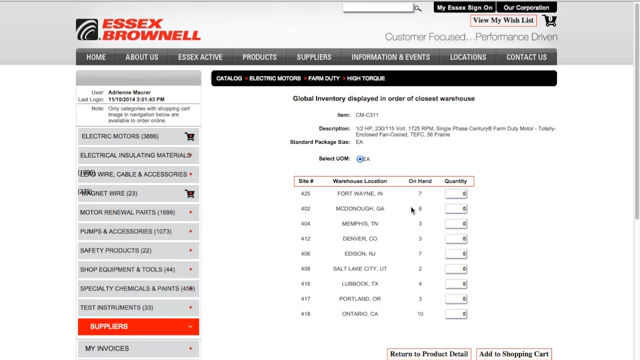 My Essex Sign On
Our Corporation
View My Wish List
0
ESSEX
BROWNELL
Customer Focused...Performance Driven
HOME
ABOUT US
ESSEX ACTIVE
PRODUCTS
SUPPLIERS
INFORMATION & EVENTS
LOCATIONS
CONTACT US
User: Adrienne Maurer
Last Login: 11/10/2014 3:01:43 PM
Note: Only categories with shopping cart
image in navigation below are
available to order online.
ELECTRIC MOTORS (3886)
ELECTRICAL INSULATING MATERIALS
LEAD WIRE, CABLE & ACCESSORIES
MAGNET WIRE (23)
MOTOR RENEWAL PARTS (1699)
PUMPS & ACCESSORIES (1073)
SAFETY PRODUCTS (22)
SHOP EQUIPMENT & TOOLS (44)
SPECIALTY CHEMICALS & PAINTS
TEST INSTRUMENTS (33)
SUPPLIERS
MY INVOICES
CATALOG > ELECTRIC MOTORS > FARM DUTY > HIGH TORQUE
Global Inventory displayed in order of closest warehouse
Item: CM-C311
Description: 1/2 HP, 230/115 Volt, 1725 RPM, Single Phase Century® Farm Duty Motor - Totally-
Enclosed Fan-Cooled, TEFC, 56 Frame
Standard Package Size: EA
Select UOM: EA
Site # Warehouse Location On Hand Quantity
425 FORT WAYNE, IN 7 0
402 MCDONOUGH, GA 8 0
404 MEMPHIS, TN 3 0
412 DENVER, CO 3 0
406 EDISON, NJ 7 0
408 SALT LAKE CITY, UT 2 0
416 LUBBOCK, TX 4 0
417 PORTLAND, OR 3 0
418 ONTARIO, CA 10 0
Return to Product Detail
Add to Shopping Cart